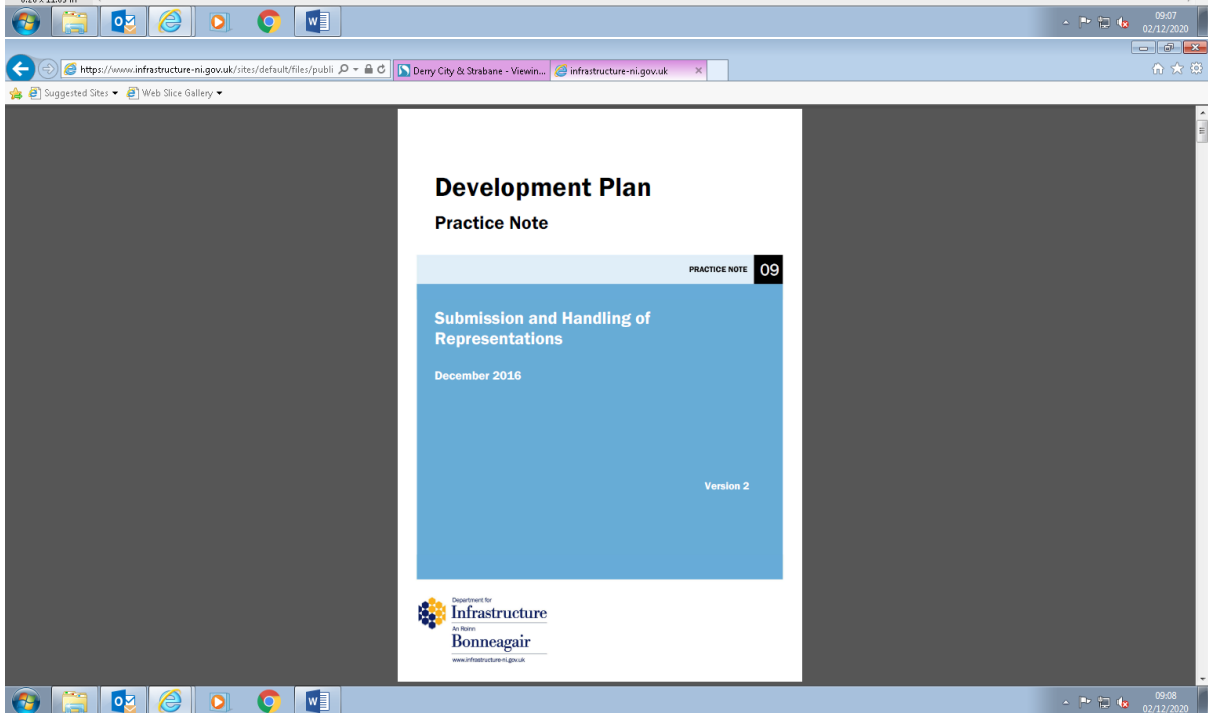 09:07
02/12/2020
https://www.infrastructure-ni.gov.uk/sites/default/files/publi
Derry City & Strabane - Viewin...
infrastructure-ni.gov.uk
Suggested Sites
Web Slice Gallery
Development Plan
Practice Note
PRACTICE NOTE 09
Submission and Handling of
Representations
December 2016
Version 2
Department for
Infrastructure
An Roinn
Bonneagair
www.infrastructure-ni.gov.uk
09:08
02/12/2020